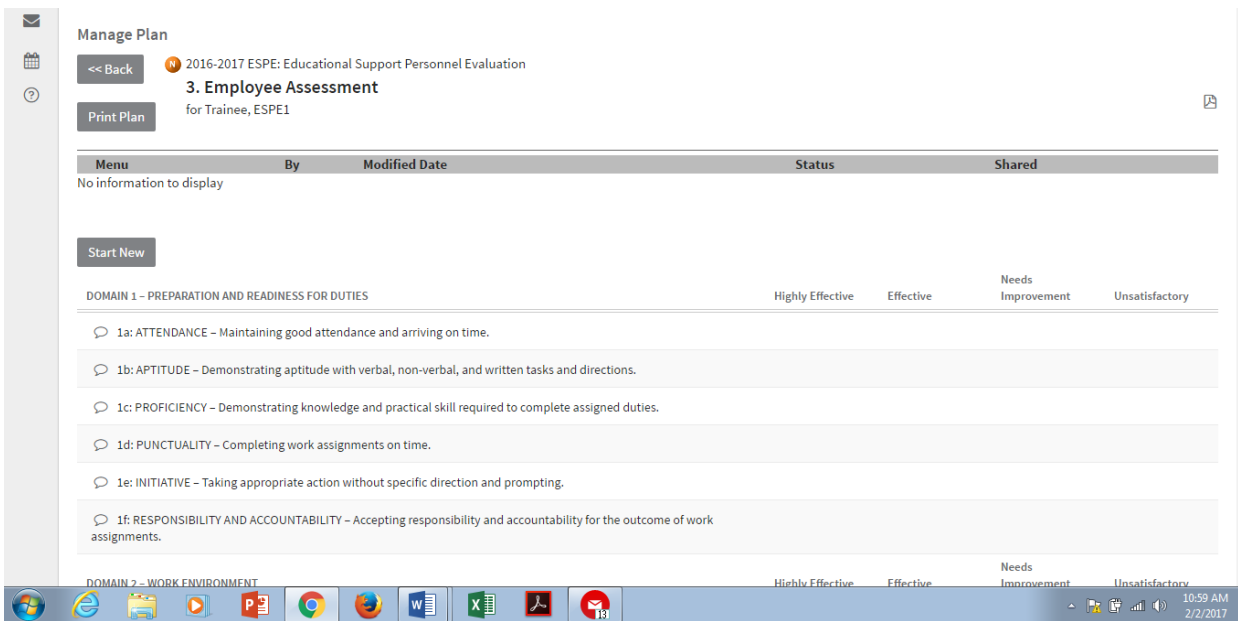 Manage Plan
<< Back
N 2016-2017 ESPE: Educational Support Personnel Evaluation
3. Employee Assessment
Print Plan
for Trainee, ESPE1
Menu By Modified Date Status Shared
No information to display
Start New
DOMAIN 1 – PREPARATION AND READINESS FOR DUTIES Highly Effective Effective Needs Improvement Unsatisfactory
1a: ATTENDANCE – Maintaining good attendance and arriving on time.
1b: APTITUDE – Demonstrating aptitude with verbal, non-verbal, and written tasks and directions.
1c: PROFICIENCY – Demonstrating knowledge and practical skill required to complete assigned duties.
1d: PUNCTUALITY – Completing work assignments on time.
1e: INITIATIVE – Taking appropriate action without specific direction and prompting.
1f: RESPONSIBILITY AND ACCOUNTABILITY – Accepting responsibility and accountability for the outcome of work
assignments.
DOMAIN 2 – WORK ENVIRONMENT Highly Effective Effective Needs Improvement Unsatisfactory
13
10:59 AM
2/2/2017